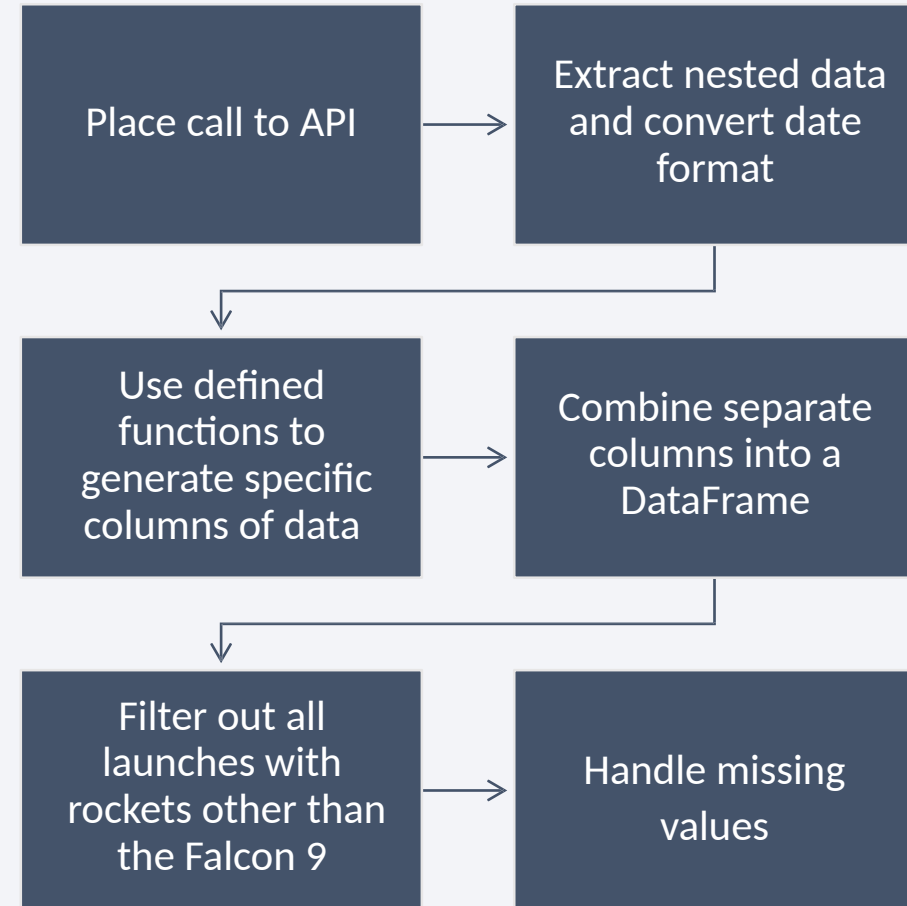 Place call to API
Extract nested data
and convert date
format
Use defined
functions to
generate specific
columns of data
Combine separate
columns into a
DataFrame
Filter out all
launches with
rockets other than
the Falcon 9
Handle missing
values